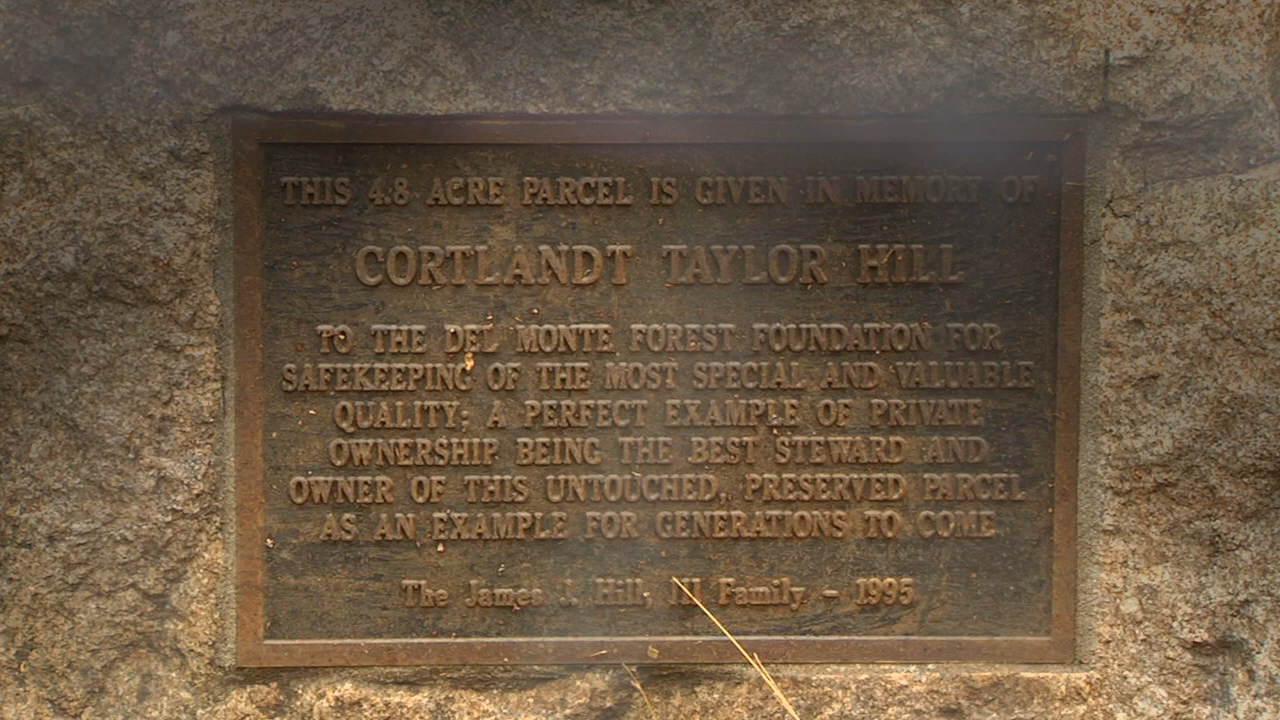 THIS 4.8 ACRE PARCEL IS GIVEN IN MEMORY OF
CORTLANDT TAYLOR HILL
TO THE DEL MONTE FOREST FOUNDATION FOR
SAFEKEEPING OF THE MOST SPECIAL AND VALUABLE
QUALITY; A PERFECT EXAMPLE OF PRIVATE
OWNERSHIP BEING THE BEST STEWARD AND
OWNER OF THIS UNTOUCHED, PRESERVED PARCEL
AS AN EXAMPLE FOR GENERATIONS TO COME
The James J. Hill, III Family – 1995